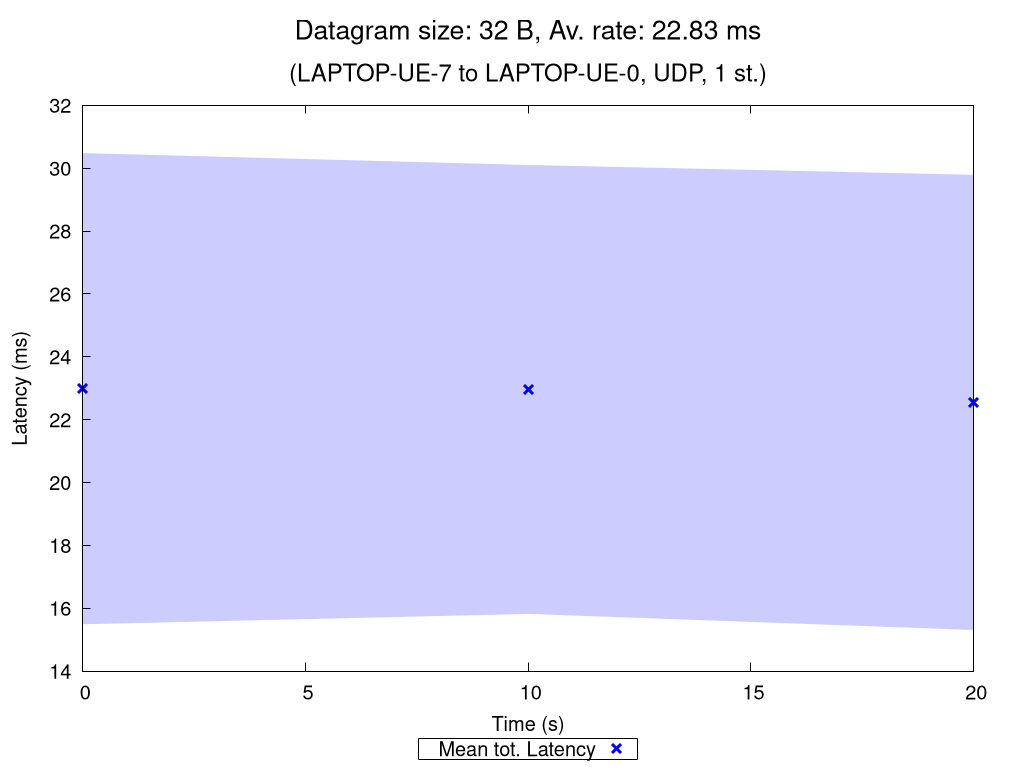 Datagram size: 32 B, Av. rate: 22.83 ms
(LAPTOP-UE-7 to LAPTOP-UE-0, UDP, 1 st.)
32
30
28
26
24
22
20
18
16
14
Latency (ms)
0 5 10 15 20
Time (s)
Mean tot. Latency